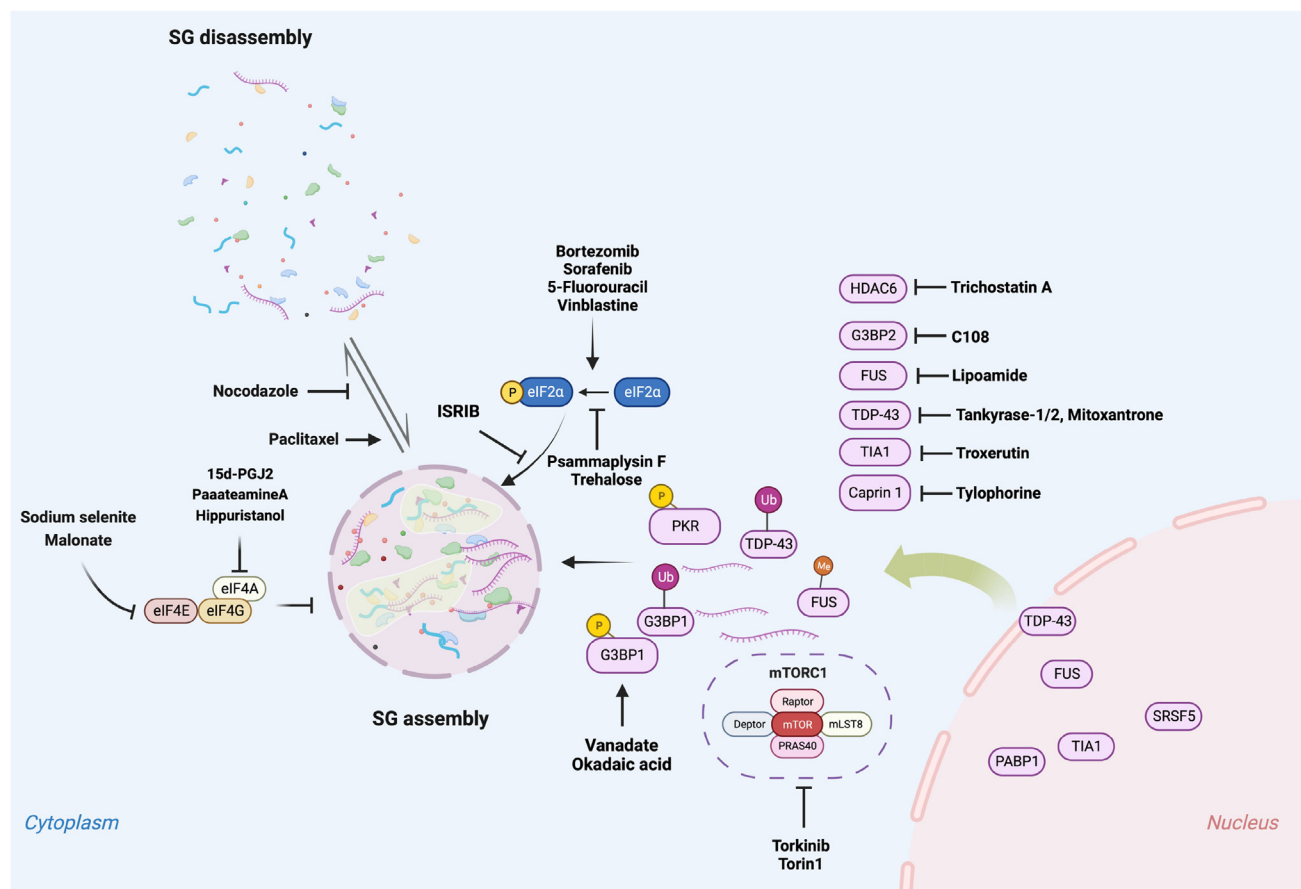 SG disassembly
Bortezomib
Sorafenib
5-Fluorouracil
Vinblastine
HDAC6
Trichostatin A
G3BP2
C108
FUS
Lipoamide
TDP-43
Tankyrase-1/2, Mitoxantrone
TIA1
Troxerutin
Caprin 1
Tylophorine
Nocodazole
P
eIF2α
eIF2α
ISRIB
Paclitaxel
Psammaplysin F
Trehalose
15d-PGJ2
PaaateamineA
Hippuristanol
Sodium selenite
Malonate
eIF4A
eIF4E
eIF4G
P
PKR
Ub
TDP-43
Me
FUS
Ub
G3BP1
P
G3BP1
SG assembly
Vanadate
Okadaic acid
mTORC1
Raptor
Deptor
mTOR
mLST8
PRAS40
Torkinib
Torin1
TDP-43
FUS
SRSF5
TIA1
PABP1
Cytoplasm
Nucleus